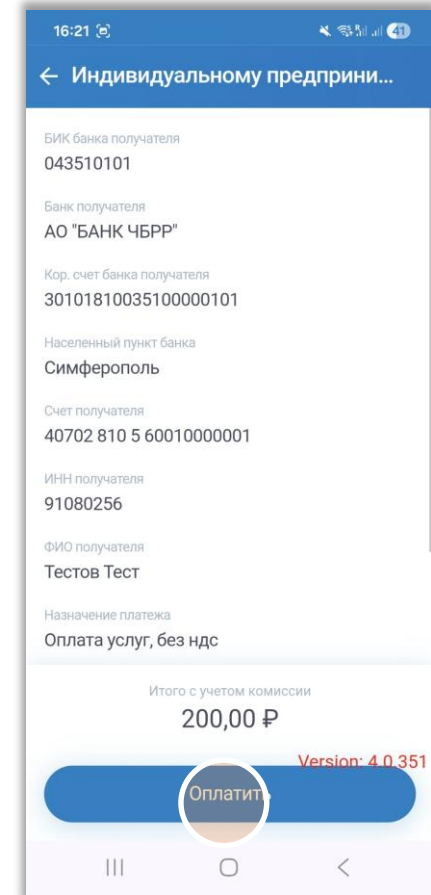 16:21 41
Индивидуальному предприни...
БИК банка получателя
043510101
Банк получателя
АО "БАНК ЧБРР"
Кор. счет банка получателя
30101810035100000101
Населенный пункт банка
Симферополь
Счет получателя
40702 810 5 60010000001
ИНН получателя
91080256
ФИО получателя
Тестов Тест
Назначение платежа
Оплата услуг, без ндс
Итого с учетом комиссии
200,00 ₽
Version: 4.0.351
Оплатить